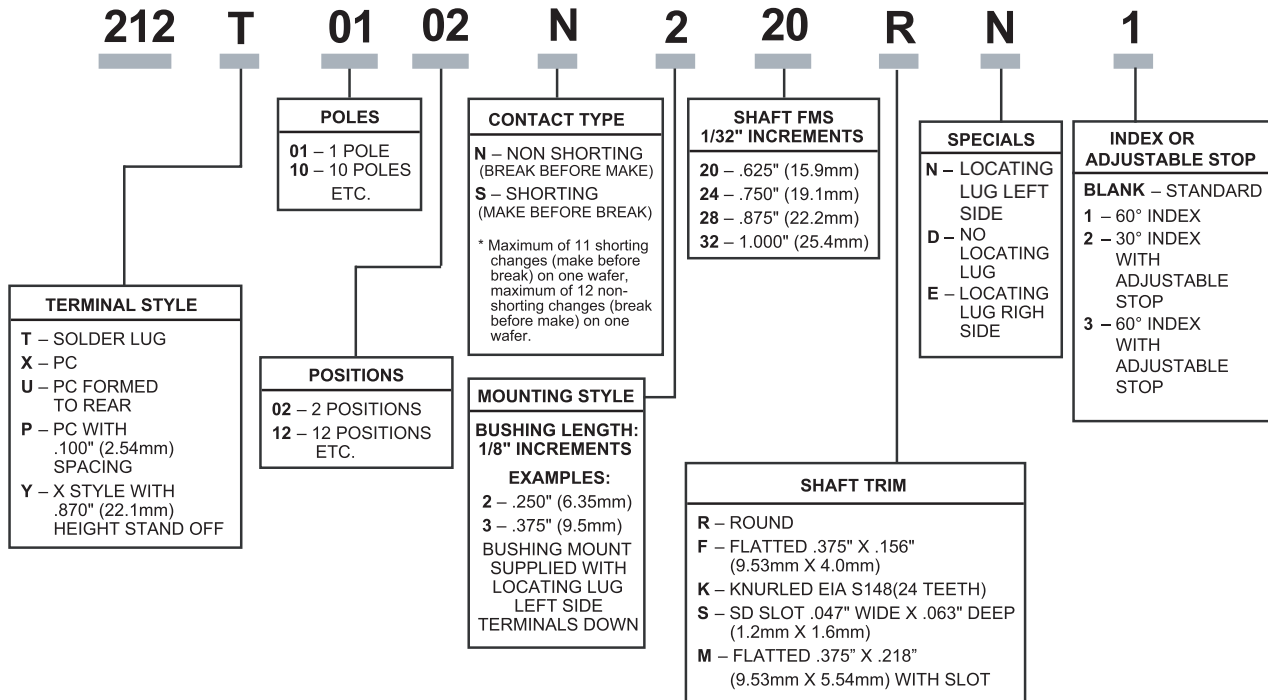 212 T 01 02 N 2 20 R N 1
POLES
01 – 1 POLE
10 – 10 POLES
ETC.
CONTACT TYPE
N – NON SHORTING
(BREAK BEFORE MAKE)
S – SHORTING
(MAKE BEFORE BREAK)
* Maximum of 11 shorting
changes (make before
break) on one wafer,
maximum of 12 non-
shorting changes (break
before make) on one
wafer.
SHAFT FMS
1/32" INCREMENTS
20 – .625" (15.9mm)
24 – .750" (19.1mm)
28 – .875" (22.2mm)
32 – 1.000" (25.4mm)
SPECIALS
N – LOCATING
LUG LEFT
SIDE
D – NO
LOCATING
LUG
E – LOCATING
LUG RIGH
SIDE
INDEX OR
ADJUSTABLE STOP
BLANK – STANDARD
1 – 60° INDEX
2 – 30° INDEX
WITH
ADJUSTABLE
STOP
3 – 60° INDEX
WITH
ADJUSTABLE
STOP
TERMINAL STYLE
T – SOLDER LUG
X – PC
U – PC FORMED
TO REAR
P – PC WITH
.100" (2.54mm)
SPACING
Y – X STYLE WITH
.870" (22.1mm)
HEIGHT STAND OFF
POSITIONS
02 – 2 POSITIONS
12 – 12 POSITIONS
ETC.
MOUNTING STYLE
BUSHING LENGTH:
1/8" INCREMENTS
EXAMPLES:
2 – .250" (6.35mm)
3 – .375" (9.5mm)
BUSHING MOUNT
SUPPLIED WITH
LOCATING LUG
LEFT SIDE
TERMINALS DOWN
SHAFT TRIM
R – ROUND
F – FLATTED .375" X .156"
(9.53mm X 4.0mm)
K – KNURLED EIA S148(24 TEETH)
S – SD SLOT .047" WIDE X .063" DEEP
(1.2mm X 1.6mm)
M – FLATTED .375” X .218”
(9.53mm X 5.54mm) WITH SLOT